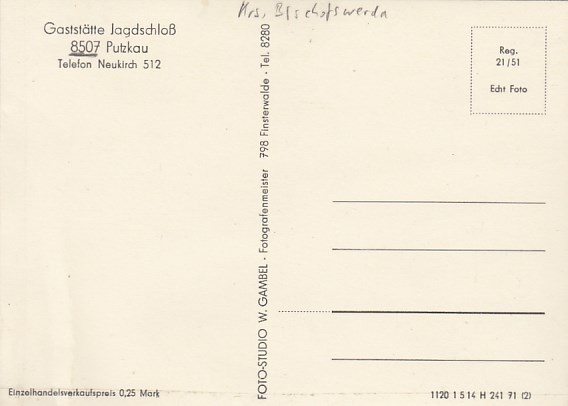 Gaststätte Jagdschloß
8507 Putzkau
Telefon Neukirch 512
Krs. Bischofswerda
FOTO-STUDIO W. GAMBEL · Fotografenmeister 798 Finsterwalde · Tel. 8280
Reg.
21/51
Echt Foto
Einzelhandelsverkaufspreis 0,25 Mark
1120 1 5 14 H 241 71 (2)